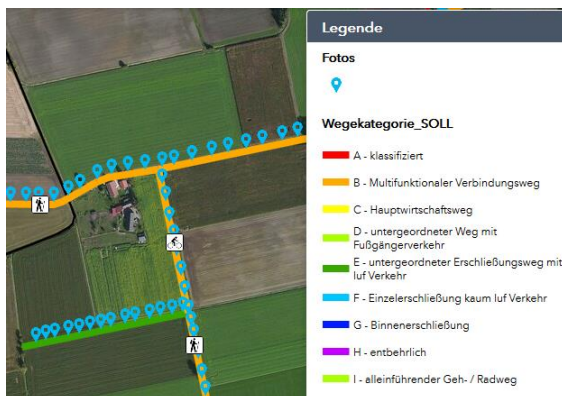 Legende
Fotos
Wegekategorie_SOLL
A - klassifiziert
B - Multifunktionaler Verbindungsweg
C - Hauptwirtschaftsweg
D - untergeordneter Weg mit
Fußgängerverkehr
E - untergeordneter Erschließungsweg mit
luf Verkehr
F - Einzelerschließung kaum luf Verkehr
G - Binnenerschließung
H - entbehrlich
I - alleinführender Geh- / Radweg